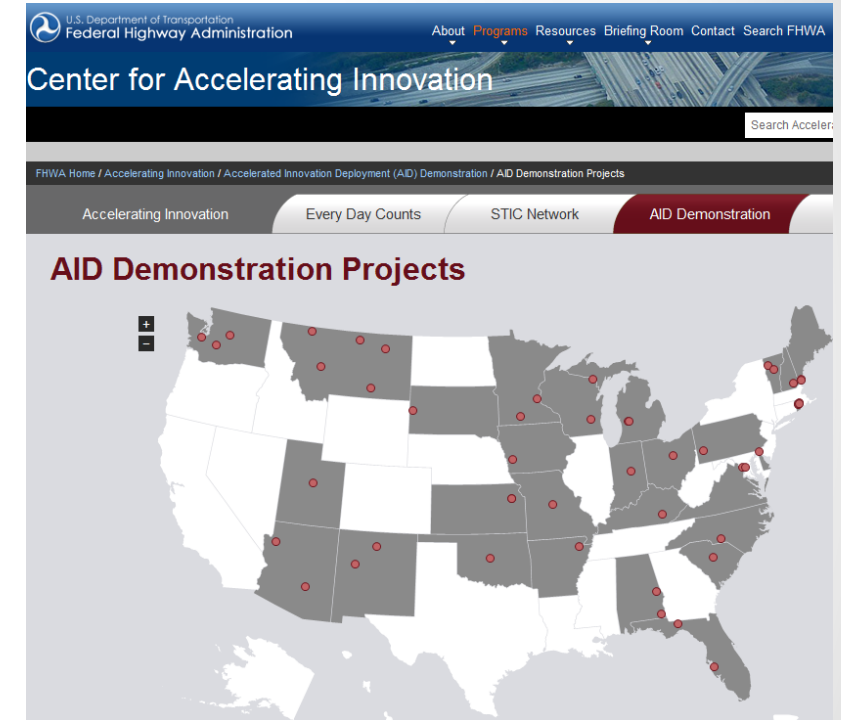 U.S. Department of Transportation
Federal Highway Administration
About Programs Resources Briefing Room Contact Search FHWA
Center for Accelerating Innovation
Search Acceler
FHWA Home / Accelerating Innovation / Accelerated Innovation Deployment (AID) Demonstration / AID Demonstration Projects
Accelerating Innovation Every Day Counts STIC Network AID Demonstration
AID Demonstration Projects
+
−